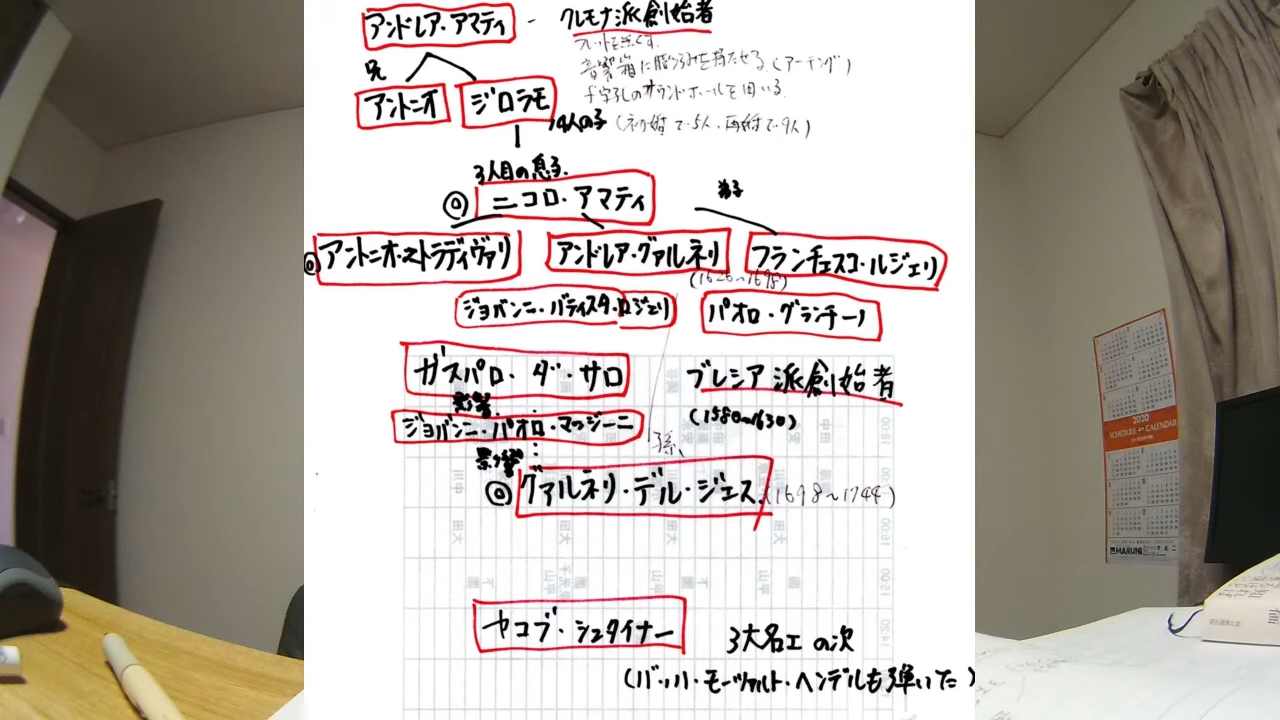 アンドレア・アマティ - クレモナ派創始者
フレットを無くす.
音響箱に膨らみを持たせる.(アーチング)
f字孔のサウンドホールを用いる.
兄
アントニオ ジロラモ
14人の子 (初婚で5人、再婚で9人)
3人目の息子.
◎ ニコロ・アマティ
弟子
◎ アントニオ・ストラディヴァリ アンドレア・グァルネリ フランチェスコ・ルジェリ
(1626~1698)
ジョバンニ・バティスタ・ロジェリ パオロ・グランチーノ
ガスパロ・ダ・サロ ブレシア派創始者
影響
(1580~1630)
ジョバンニ・パオロ・マッジーニ
孫
影響
◎ グァルネリ・デル・ジェス (1698~1744)
ヤコブ・シュタイナー
3大名工の次
(バッハ・モーツァルト・ヘンデルも弾いた)
2020
SCHEDULE CALENDAR
MARUNI